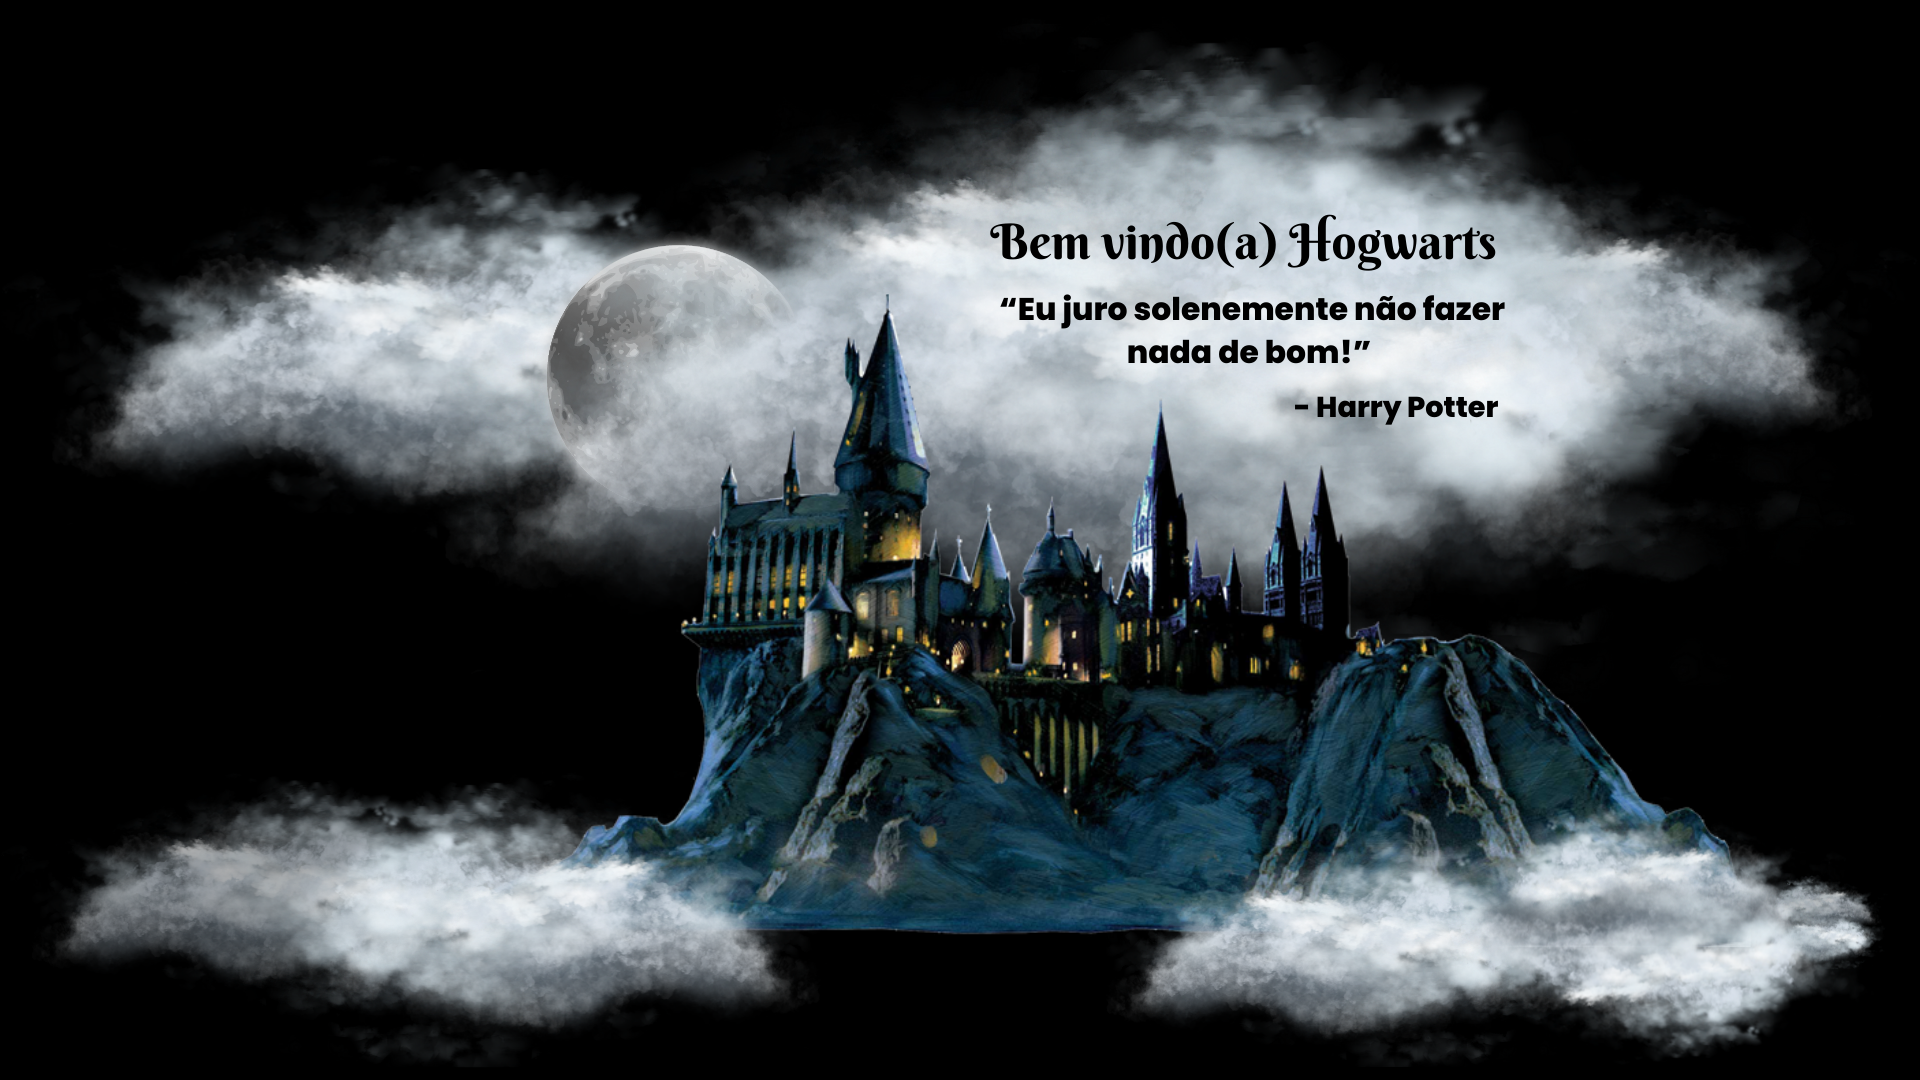 Bem vindo(a) Hogwarts
“Eu juro solenemente não fazer
nada de bom!”
- Harry Potter